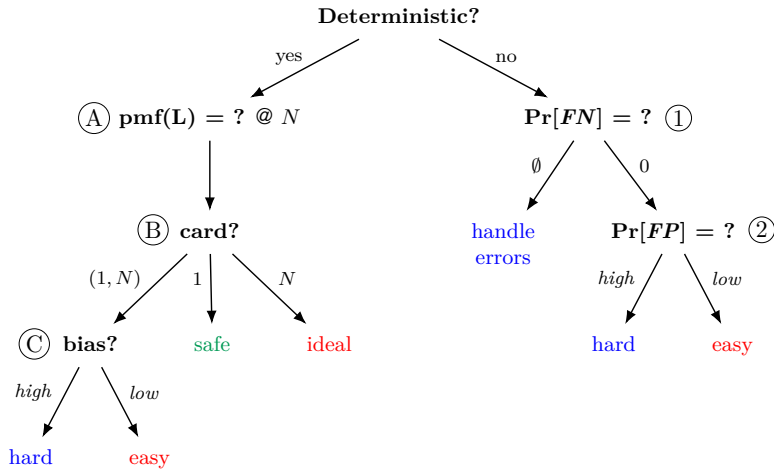 Deterministic?
yes
no
Ⓐ pmf(L) = ? @ N
Pr[FN] = ? ①
∅
0
Ⓑ card?
handle
errors
Pr[FP] = ? ②
(1, N)
1
N
high
low
Ⓒ bias?
safe
ideal
hard
easy
high
low
hard
easy